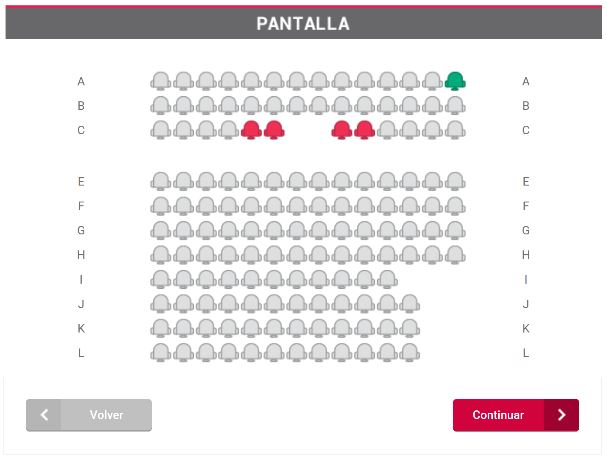 PANTALLA
A A
B B
C C
E E
F F
G G
H H
I I
J J
K K
L L
Volver Continuar